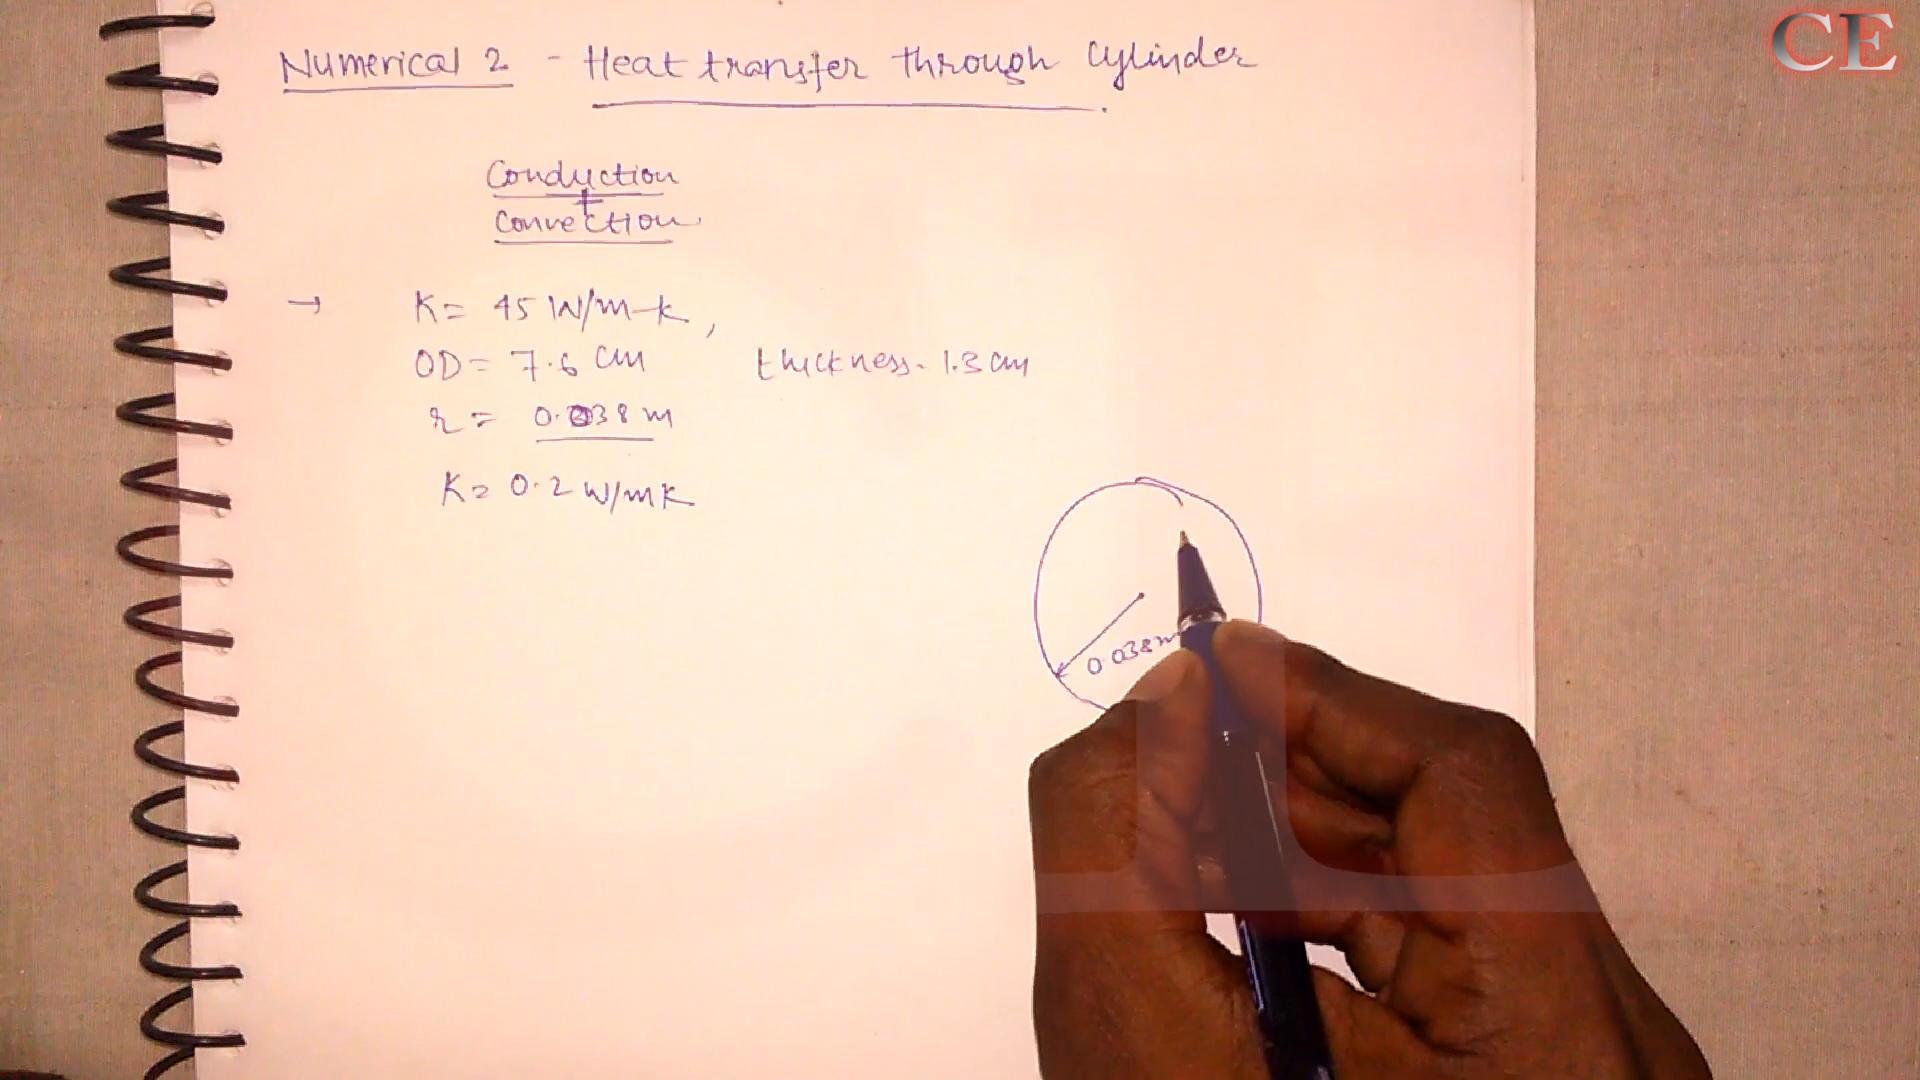 CE
Numerical 2 - Heat transfer through cylinder
Conduction
+
Convection
→ K= 45 W/m-k,
OD= 7.6 cm thickness- 1.3 cm
r = 0.038 m
K= 0.2 W/mK
0.038m